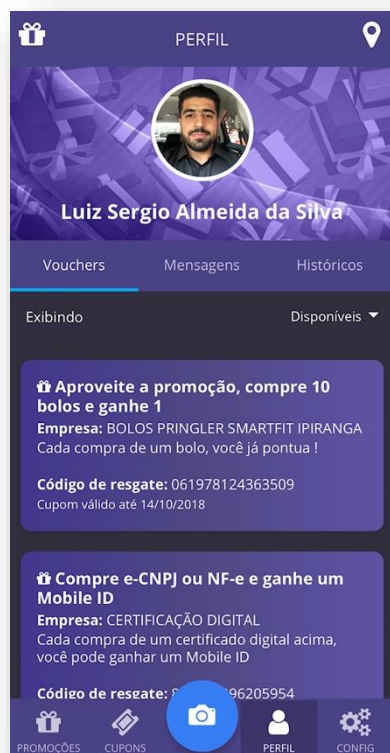 PERFIL
Luiz Sergio Almeida da Silva
Vouchers Mensagens Históricos
Exibindo Disponíveis
Aproveite a promoção, compre 10
bolos e ganhe 1
Empresa: BOLOS PRINGLER SMARTFIT IPIRANGA
Cada compra de um bolo, você já pontua !
Código de resgate: 061978124363509
Cupom válido até 14/10/2018
Compre e-CNPJ ou NF-e e ganhe um
Mobile ID
Empresa: CERTIFICAÇÃO DIGITAL
Cada compra de um certificado digital acima,
você pode ganhar um Mobile ID
Código de resgate:
PROMOÇÕES CUPONS PERFIL CONFIG